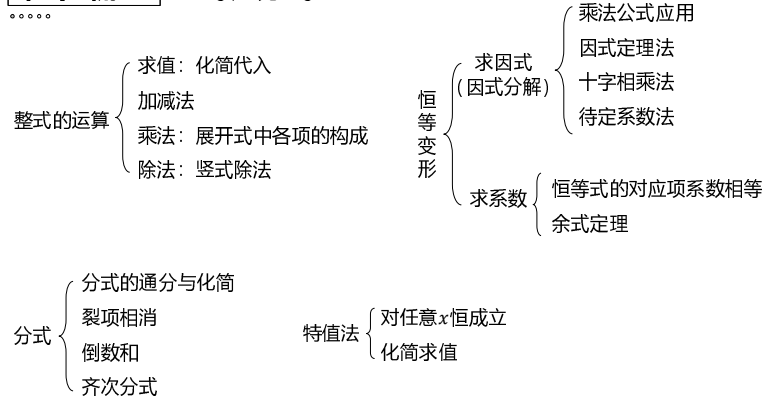 整式的运算
求值：化简代入
加减法
乘法：展开式中各项的构成
除法：竖式除法
恒等变形
求因式
(因式分解)
乘法公式应用
因式定理法
十字相乘法
待定系数法
求系数
恒等式的对应项系数相等
余式定理
分式
分式的通分与化简
裂项相消
倒数和
齐次分式
特值法
对任意x恒成立
化简求值